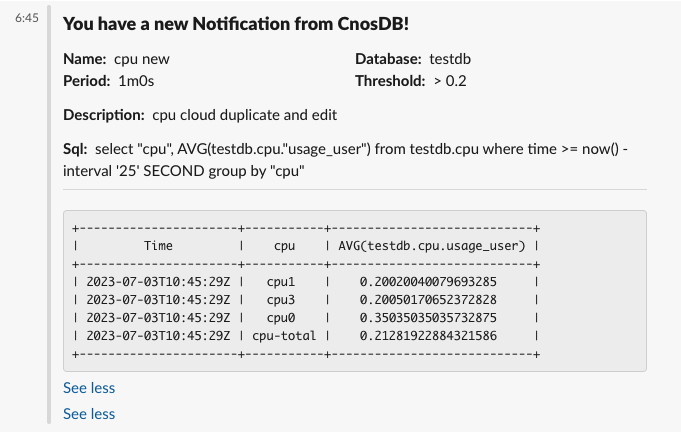 6:45
You have a new Notification from CnosDB!
Name: cpu new Database: testdb
Period: 1m0s Threshold: > 0.2
Description: cpu cloud duplicate and edit
Sql: select "cpu", AVG(testdb.cpu."usage_user") from testdb.cpu where time >= now() -
interval '25' SECOND group by "cpu"
+-----------------------+-----------+-----------------------------+
| Time | cpu | AVG(testdb.cpu.usage_user) |
+-----------------------+-----------+-----------------------------+
| 2023-07-03T10:45:29Z | cpu1 | 0.20020040079693285 |
| 2023-07-03T10:45:29Z | cpu3 | 0.20050170652372828 |
| 2023-07-03T10:45:29Z | cpu0 | 0.35035035035732875 |
| 2023-07-03T10:45:29Z | cpu-total | 0.21281922884321586 |
+-----------------------+-----------+-----------------------------+
See less
See less